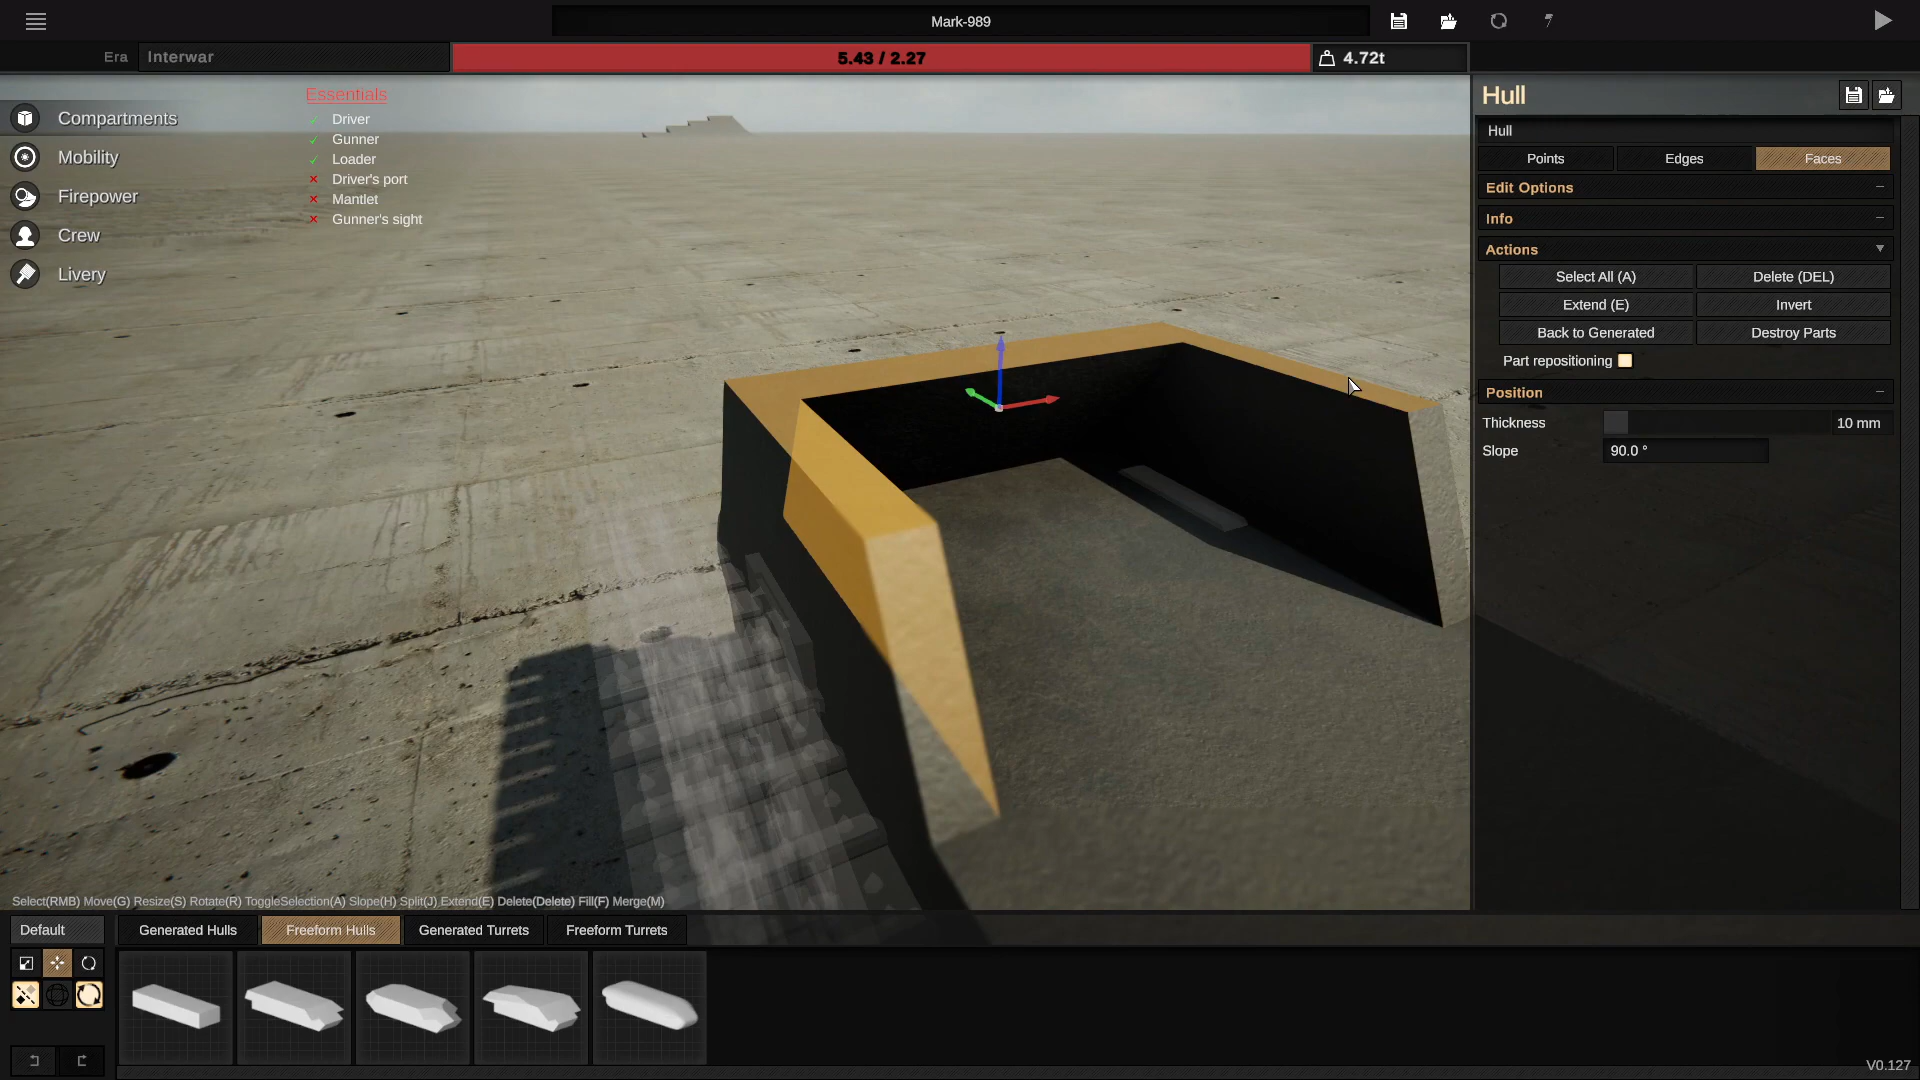 Mark-989
Era Interwar 5.43 / 2.27 4.72t
Compartments
Mobility
Firepower
Crew
Livery
Essentials
Driver
Gunner
Loader
Driver's port
Mantlet
Gunner's sight
Hull
Hull
Points Edges Faces
Edit Options
Info
Actions
Select All (A) Delete (DEL)
Extend (E) Invert
Back to Generated Destroy Parts
Part repositioning
Position
Thickness 10 mm
Slope 90.0 °
Select(RMB) Move(G) Resize(S) Rotate(R) ToggleSelection(A) Slope(H) Split(J) Extend(E) Delete(Delete) Fill(F) Merge(M)
Default Generated Hulls Freeform Hulls Generated Turrets Freeform Turrets
V0.127